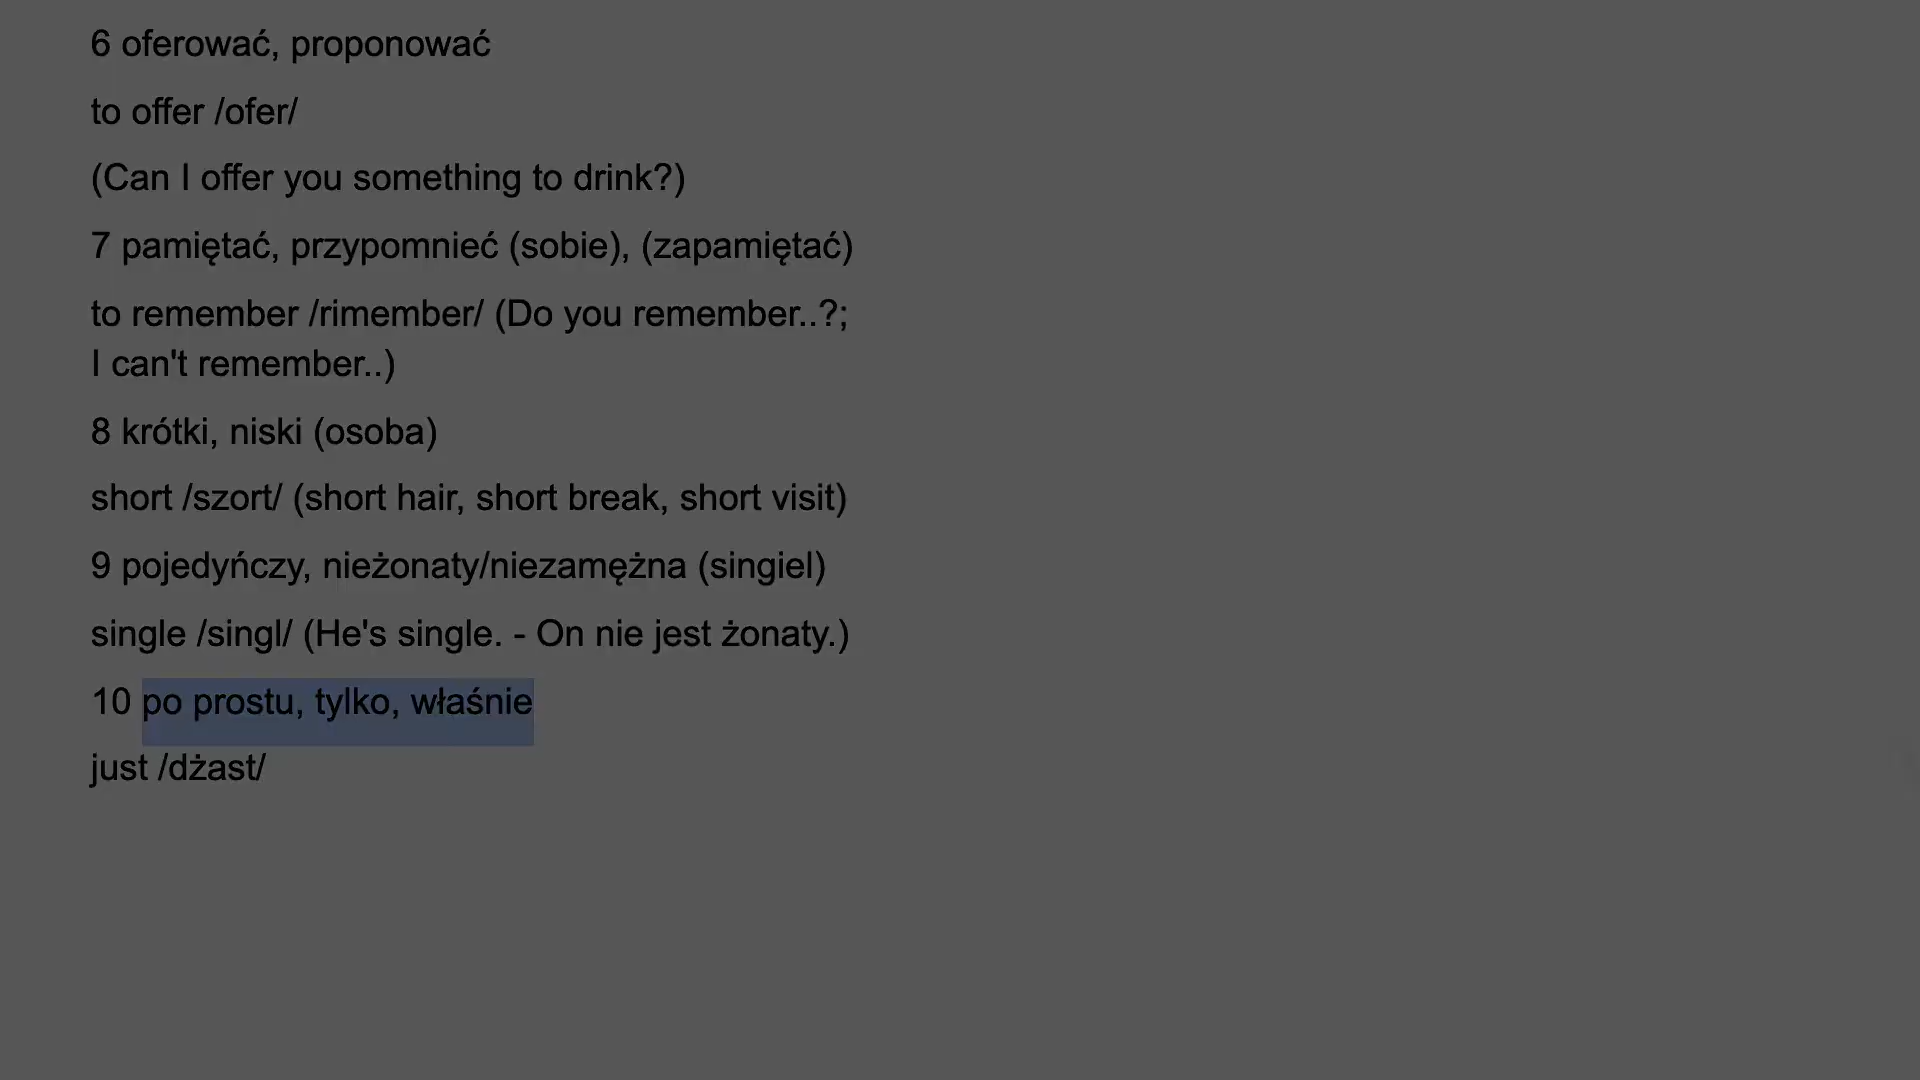 6 oferować, proponować
to offer /ofer/
(Can I offer you something to drink?)
7 pamiętać, przypomnieć (sobie), (zapamiętać)
to remember /rimember/ (Do you remember..?;
I can't remember..)
8 krótki, niski (osoba)
short /szort/ (short hair, short break, short visit)
9 pojedyńczy, nieżonaty/niezamężna (singiel)
single /singl/ (He's single. - On nie jest żonaty.)
10 po prostu, tylko, właśnie
just /dżast/